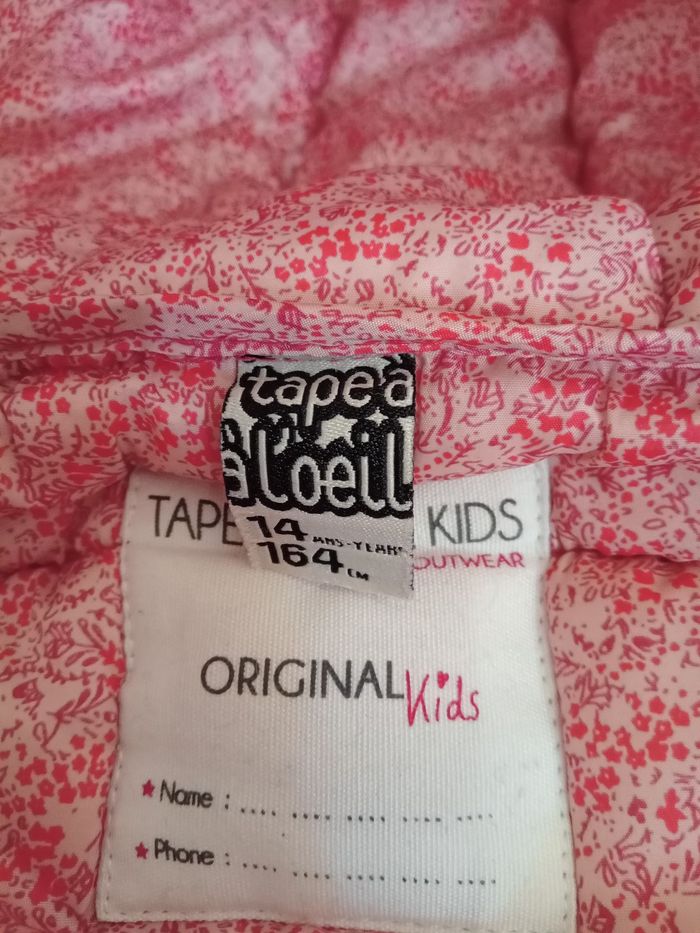 tape à
à l'oeil
14 ANS-YEARS
164 CM
TAPE KIDS
OUTWEAR
ORIGINAL Kids
★ Name : .... .... .... .... ....
★ Phone : .... .... .... .... ....